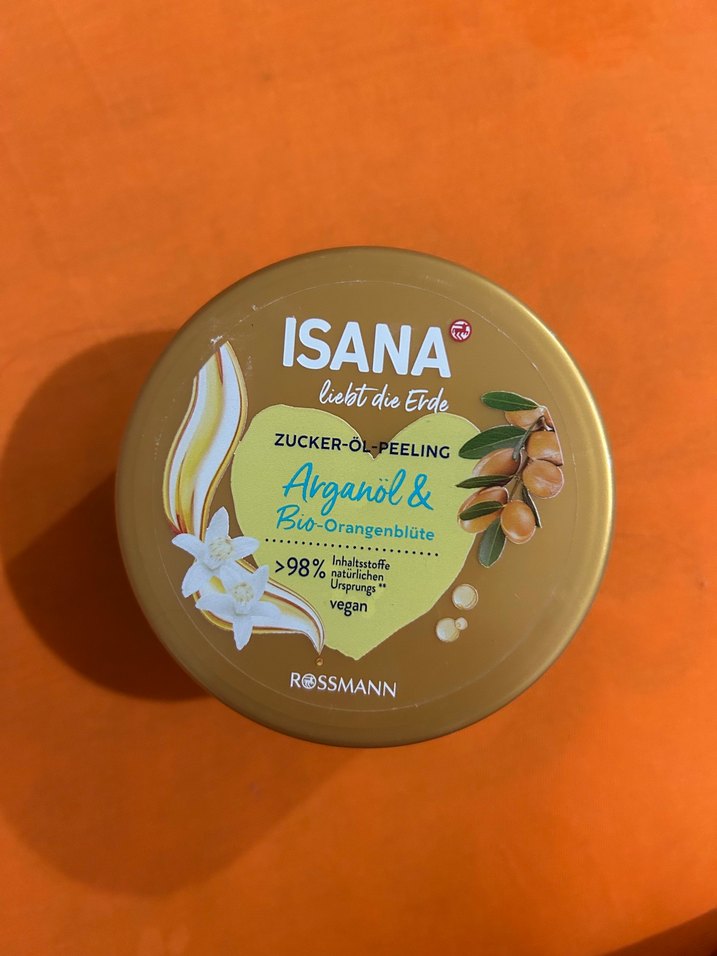 ISANA
liebt die Erde
ZUCKER-ÖL-PEELING
Arganöl &
Bio-Orangenblüte
>98% Inhaltsstoffe
natürlichen
Ursprungs**
vegan
ROSSMANN